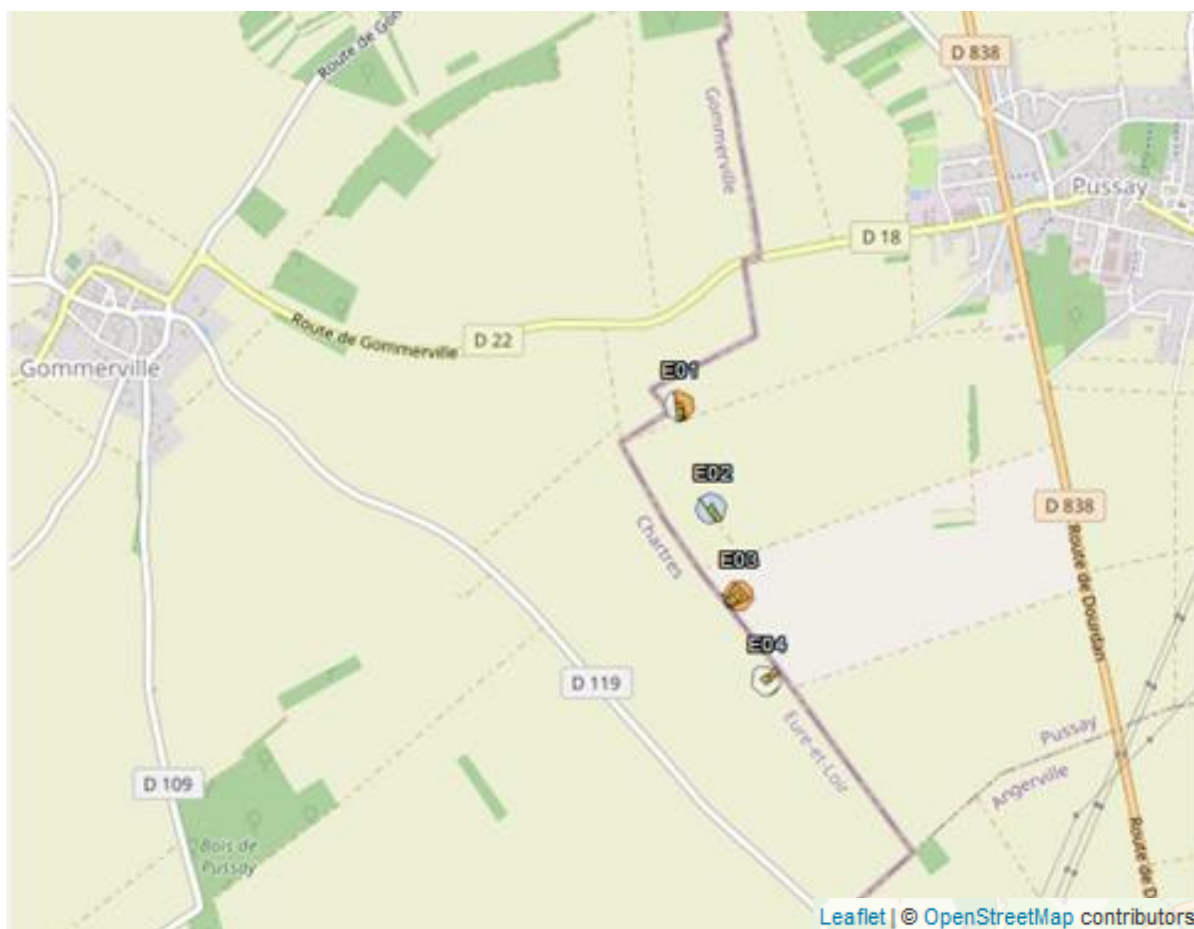 Route de Gom
D 838
Gommerville
Pussay
D 18
Route de Gommerville
D 22
Gommerville
E01
E02
D 838
Chartres
E03
Route de Dourdan
E04
D 119
Eure-et-Loir
Pussay
Angerville
D 109
Bois de
Pussay
Route de D
Leaflet | © OpenStreetMap contributors